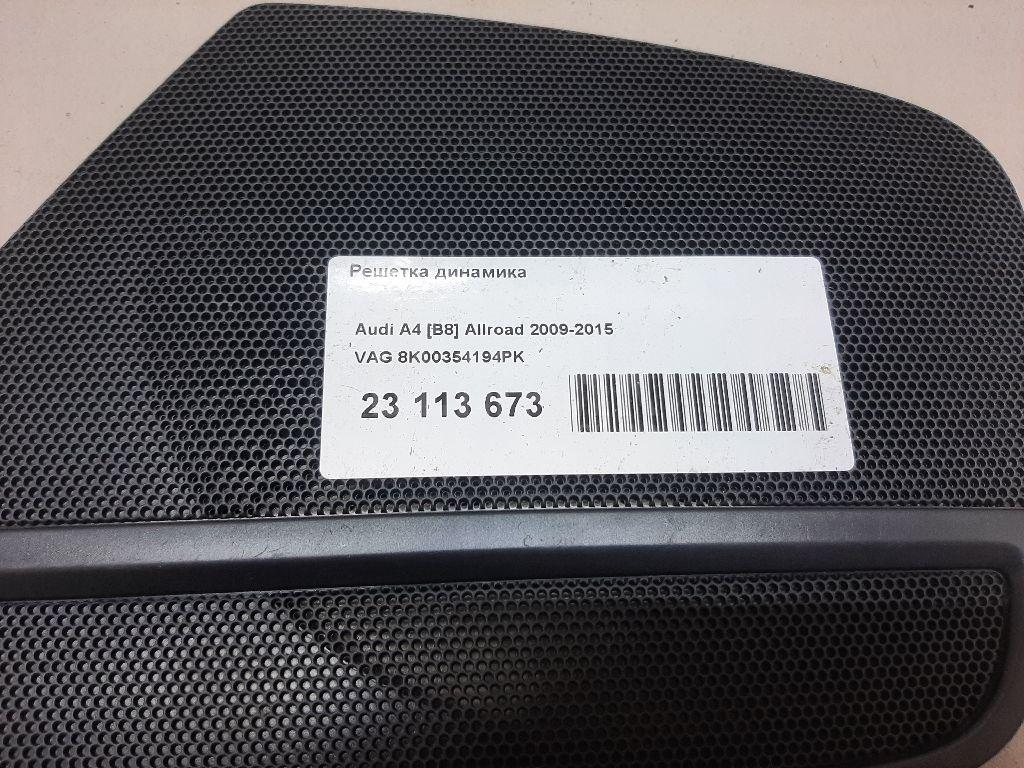 Решетка динамика
Audi A4 [B8] Allroad 2009-2015
VAG 8K00354194PK
23 113 673